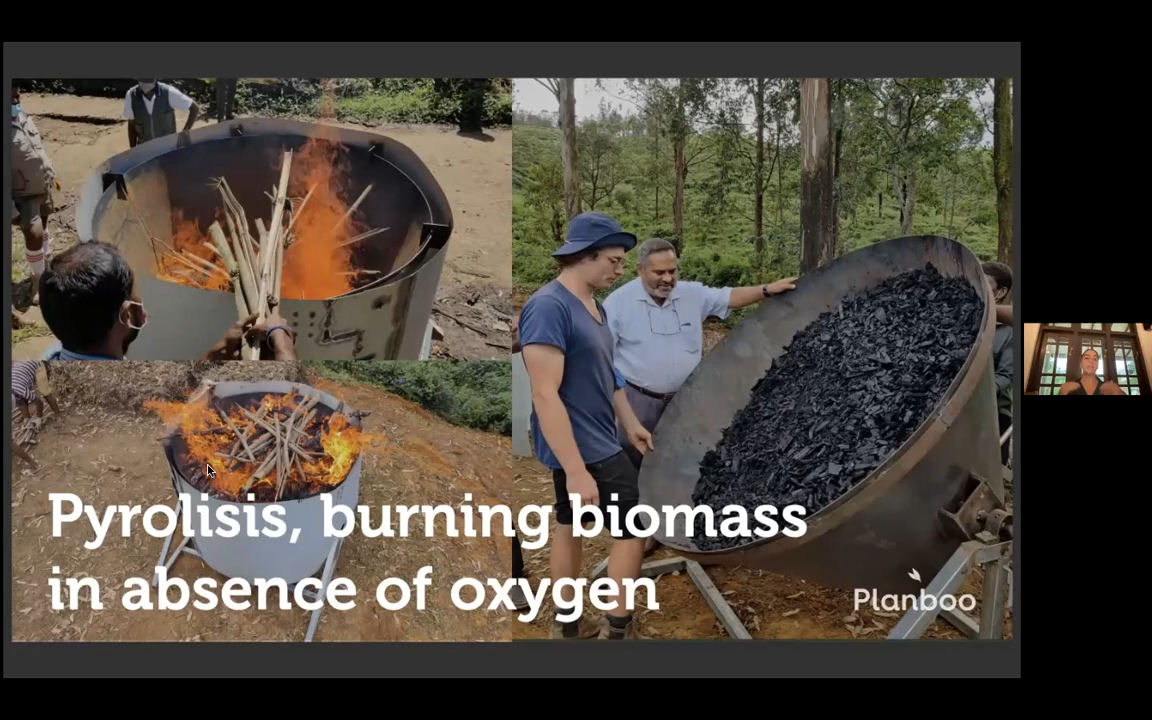 Pyrolisis, burning biomass
in absence of oxygen
Planboo